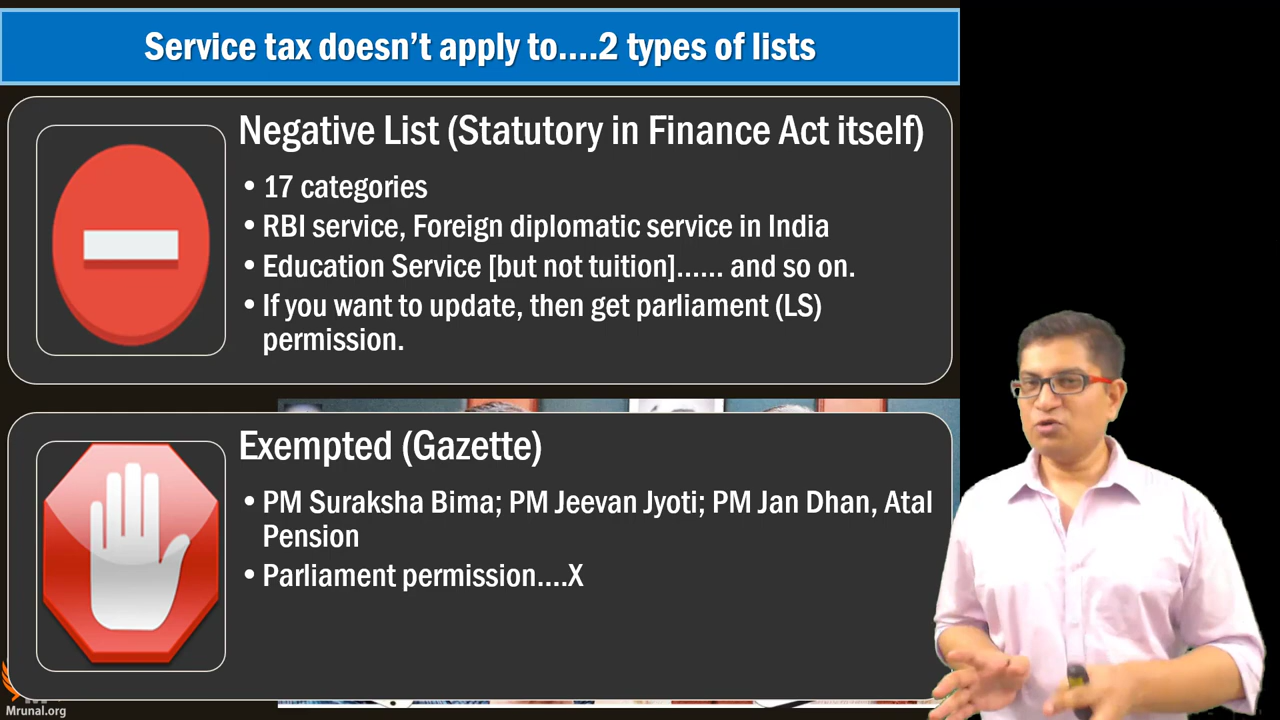 Service tax doesn’t apply to....2 types of lists
Negative List (Statutory in Finance Act itself)
• 17 categories
• RBI service, Foreign diplomatic service in India
• Education Service [but not tuition]...... and so on.
• If you want to update, then get parliament (LS)
permission.
Exempted (Gazette)
• PM Suraksha Bima; PM Jeevan Jyoti; PM Jan Dhan, Atal
Pension
• Parliament permission....X
Mrunal.org